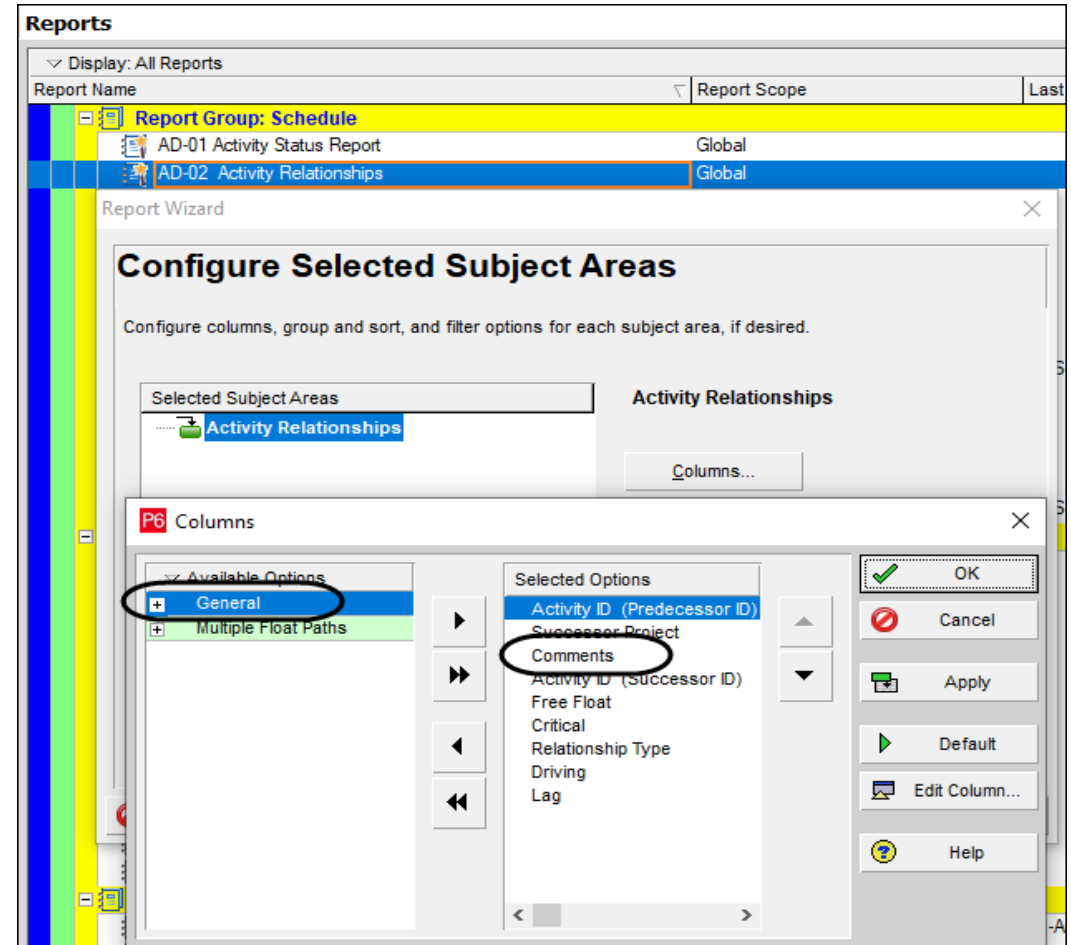 Reports
Display: All Reports
Report Name Report Scope Last
Report Group: Schedule
AD-01 Activity Status Report Global
AD-02 Activity Relationships Global
Report Wizard
Configure Selected Subject Areas
Configure columns, group and sort, and filter options for each subject area, if desired.
Selected Subject Areas
Activity Relationships
Activity Relationships
Columns...
P6 Columns
Available Options
General
Multiple Float Paths
Selected Options
Activity ID (Predecessor ID)
Successor Project
Comments
Activity ID (Successor ID)
Free Float
Critical
Relationship Type
Driving
Lag
OK
Cancel
Apply
Default
Edit Column...
Help
-A